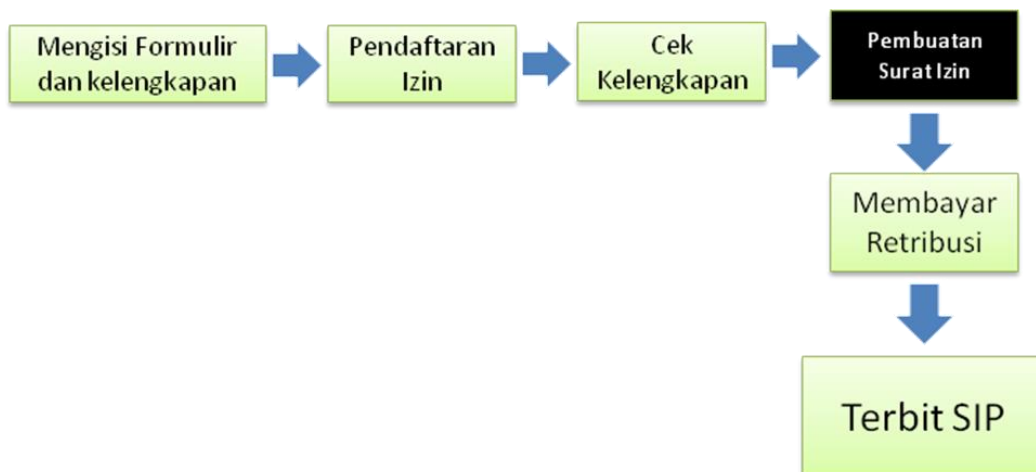 Mengisi Formulir
dan kelengkapan
Pendaftaran
Izin
Cek
Kelengkapan
Pembuatan
Surat Izin
Membayar
Retribusi
Terbit SIP